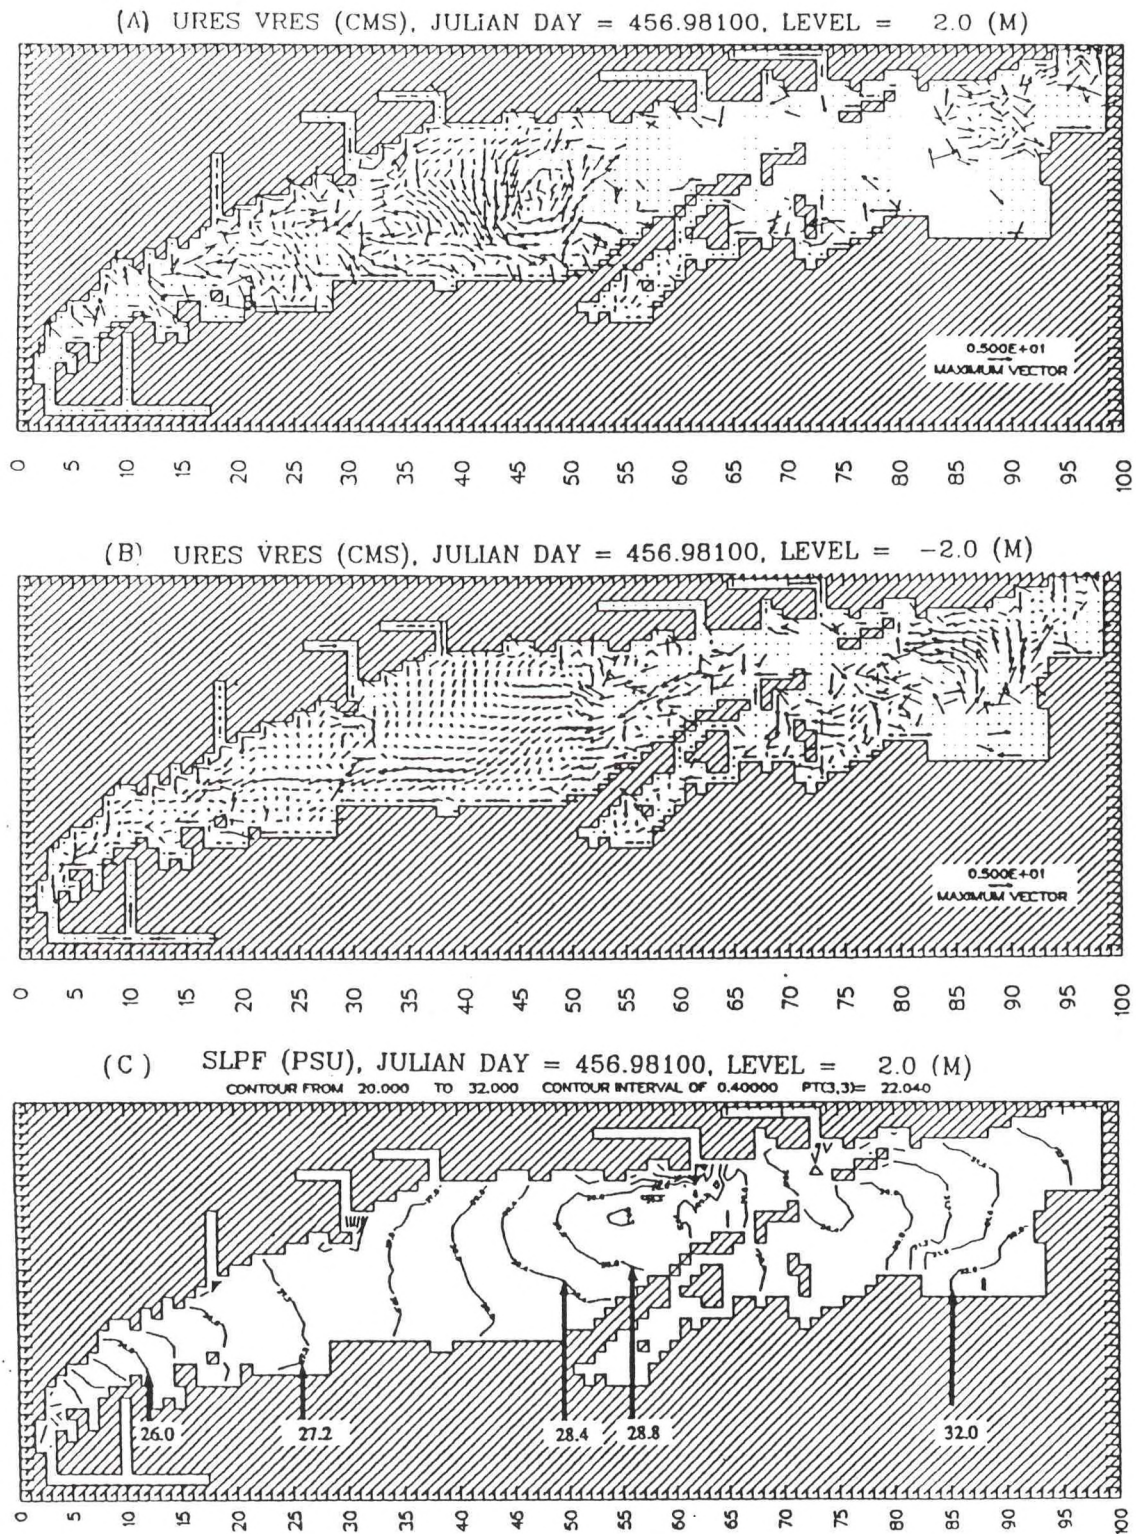 (A) URES VRES (CMS), JULIAN DAY = 456.98100, LEVEL = 2.0 (M)
0.500E+01
MAXIMUM VECTOR
0 5 10 15 20 25 30 35 40 45 50 55 60 65 70 75 80 85 90 95 100
(B) URES VRES (CMS), JULIAN DAY = 456.98100, LEVEL = -2.0 (M)
0.500E+01
MAXIMUM VECTOR
0 5 10 15 20 25 30 35 40 45 50 55 60 65 70 75 80 85 90 95 100
(C) SLPF (PSU), JULIAN DAY = 456.98100, LEVEL = 2.0 (M)
CONTOUR FROM 20.000 TO 32.000 CONTOUR INTERVAL OF 0.40000 PT(3,3)= 22.040
26.0 27.2 28.4 28.8 32.0
0 5 10 15 20 25 30 35 40 45 50 55 60 65 70 75 80 85 90 95 100